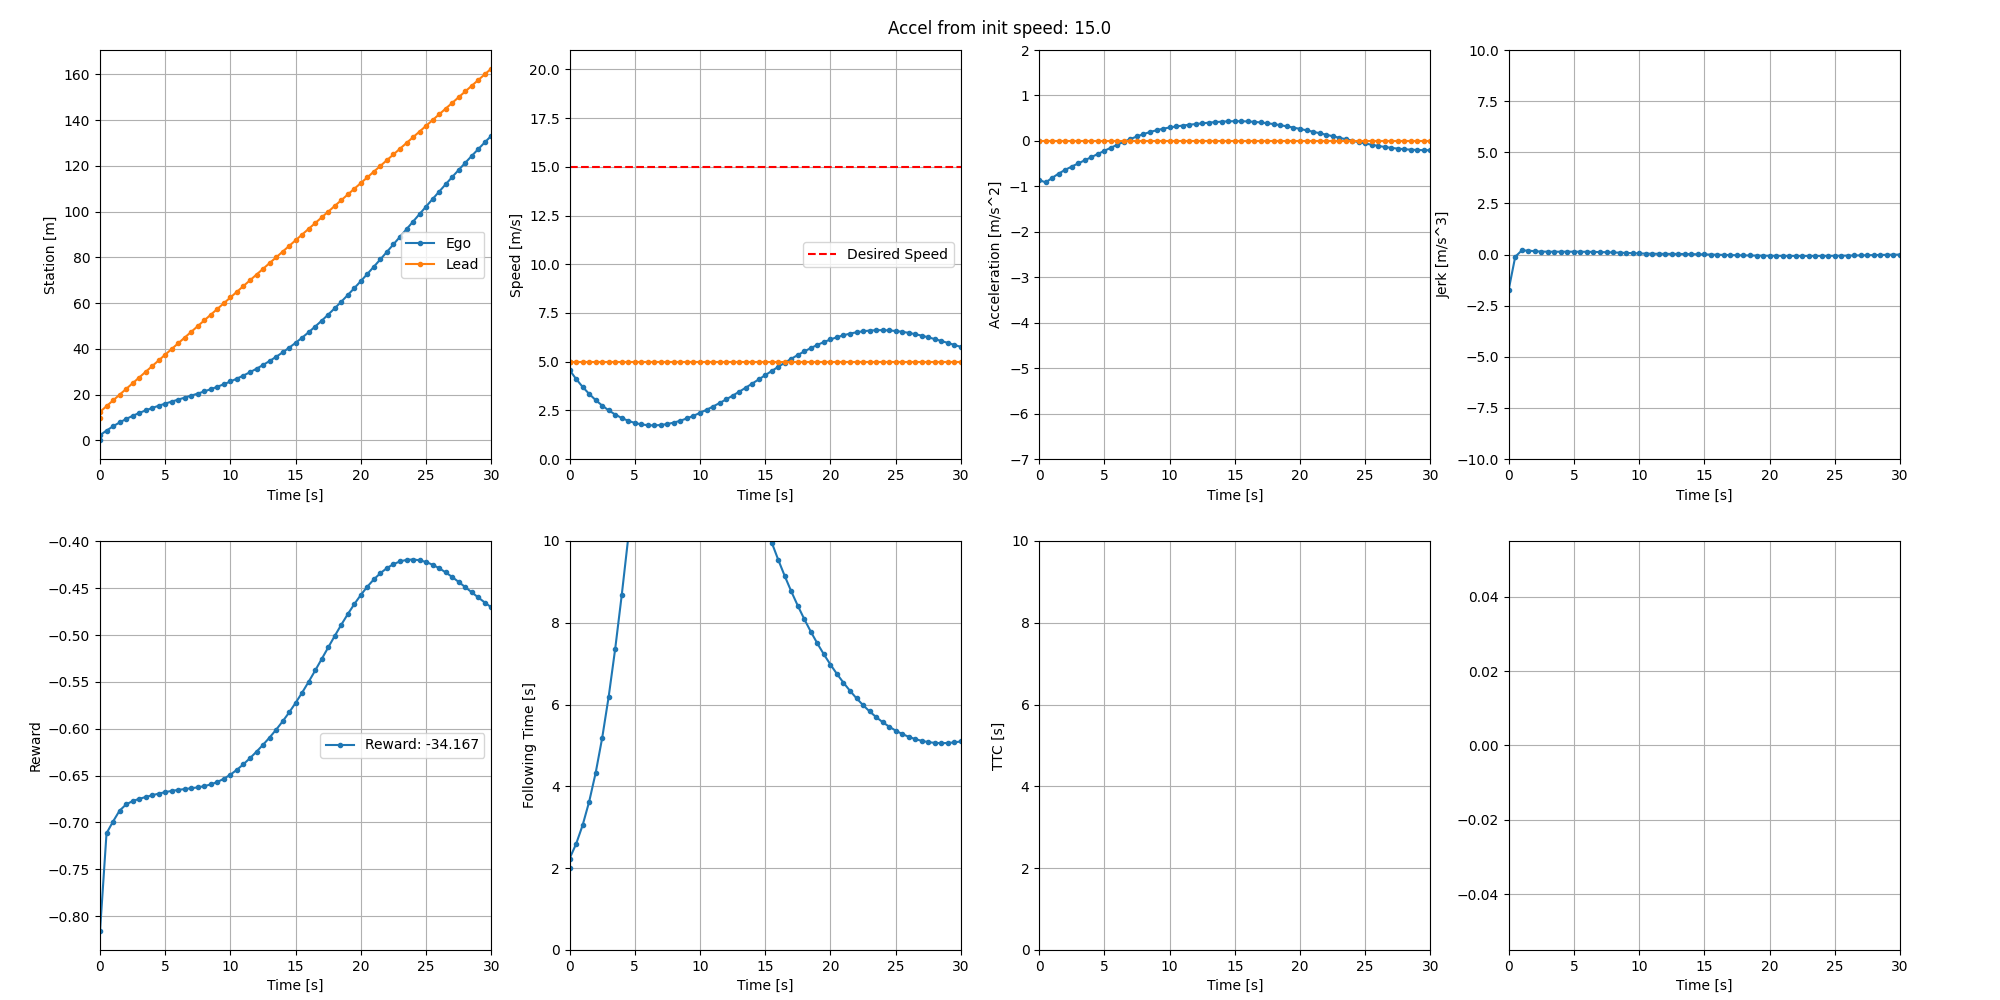 Accel from init speed: 15.0
160
140
120
100
80
60
40
20
0
Station [m]
Ego
Lead
0 5 10 15 20 25 30
Time [s]
20.0
17.5
15.0
12.5
10.0
7.5
5.0
2.5
0.0
Speed [m/s]
Desired Speed
0 5 10 15 20 25 30
Time [s]
2
1
0
−1
−2
−3
−4
−5
−6
−7
Acceleration [m/s^2]
0 5 10 15 20 25 30
Time [s]
10.0
7.5
5.0
2.5
0.0
−2.5
−5.0
−7.5
−10.0
Jerk [m/s^3]
0 5 10 15 20 25 30
Time [s]
−0.40
−0.45
−0.50
−0.55
−0.60
−0.65
−0.70
−0.75
−0.80
Reward
Reward: -34.167
0 5 10 15 20 25 30
Time [s]
10
8
6
4
2
0
Following Time [s]
0 5 10 15 20 25 30
Time [s]
10
8
6
4
2
0
TTC [s]
0 5 10 15 20 25 30
Time [s]
0.04
0.02
0.00
−0.02
−0.04
0 5 10 15 20 25 30
Time [s]